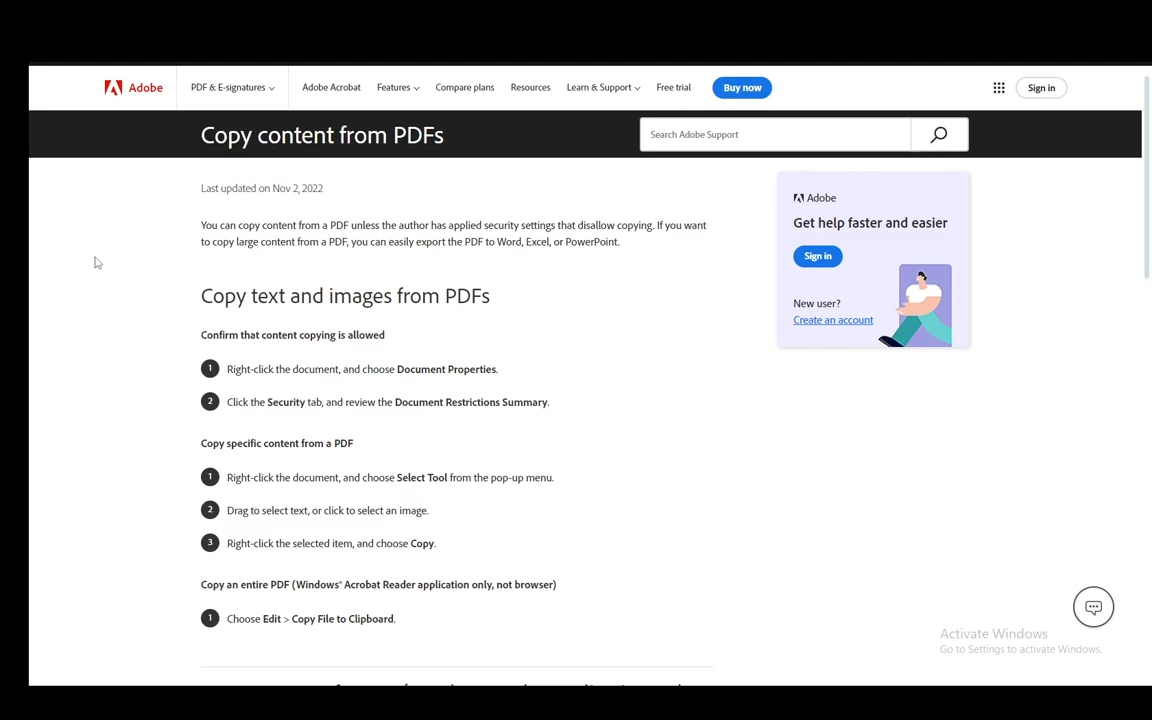 Adobe PDF & E-signatures Adobe Acrobat Features Compare plans Resources Learn & Support Free trial Buy now Sign in
Copy content from PDFs Search Adobe Support
Last updated on Nov 2, 2022
Adobe
Get help faster and easier
You can copy content from a PDF unless the author has applied security settings that disallow copying. If you want
to copy large content from a PDF, you can easily export the PDF to Word, Excel, or PowerPoint.
Sign in
New user?
Create an account
Copy text and images from PDFs
Confirm that content copying is allowed
1 Right-click the document, and choose Document Properties.
2 Click the Security tab, and review the Document Restrictions Summary.
Copy specific content from a PDF
1 Right-click the document, and choose Select Tool from the pop-up menu.
2 Drag to select text, or click to select an image.
3 Right-click the selected item, and choose Copy.
Copy an entire PDF (Windows® Acrobat Reader application only, not browser)
1 Choose Edit > Copy File to Clipboard.
Activate Windows
Go to Settings to activate Windows.